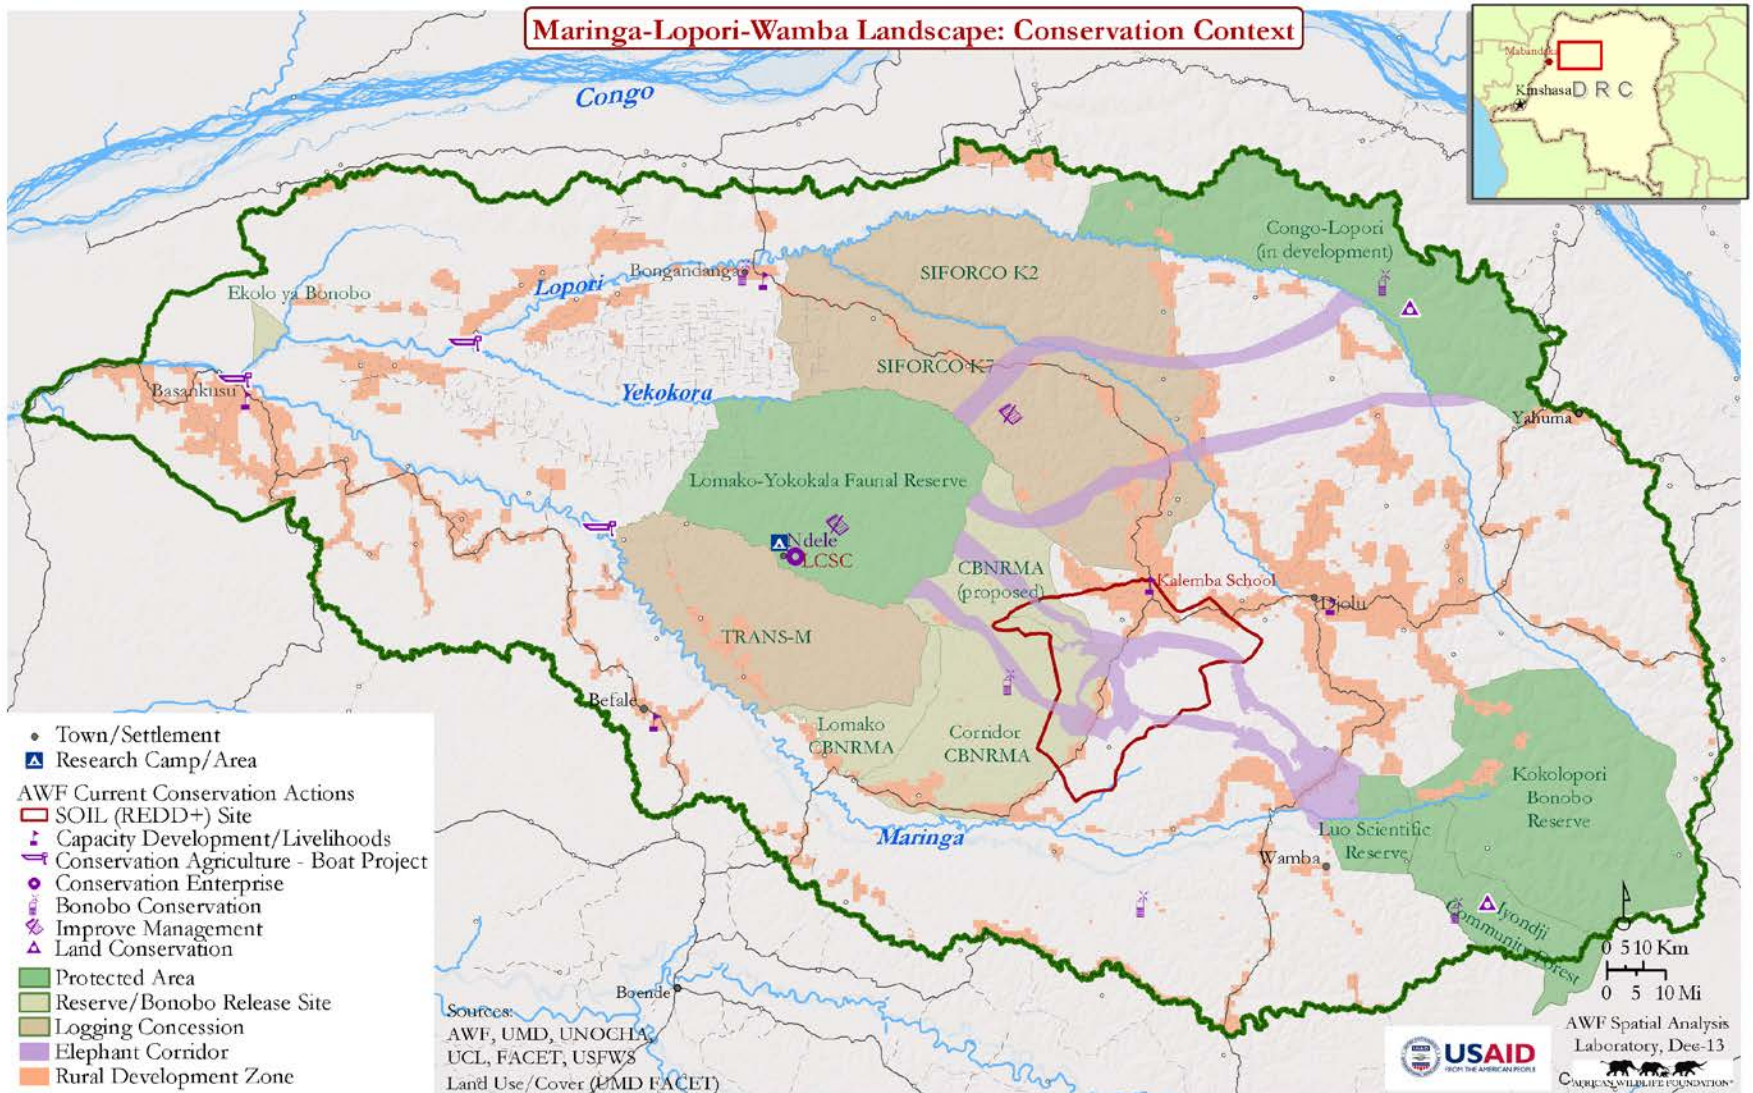 Maringa-Lopori-Wamba Landscape: Conservation Context
Mabandaka
Kinshasa
DRC
Congo
Congo-Lopori
(in development)
SIFORCO K2
Bongandanga
Lopori
Ekolo ya Bonobo
SIFORCO K7
Basankusu
Yekokora
Yahuma
Lomako-Yokokala Faunal Reserve
Ndele
LCSC
CBNRMA
(proposed)
Kalemba School
Djolu
TRANS-M
Befale
Lomako
CBNRMA
Corridor
CBNRMA
Kokolopori
Bonobo
Reserve
Maringa
Luo Scientific
Reserve
Wamba
Iyondji
Community Forest
Boende
Town/Settlement
Research Camp/Area
AWF Current Conservation Actions
SOIL (REDD+) Site
Capacity Development/Livelihoods
Conservation Agriculture - Boat Project
Conservation Enterprise
Bonobo Conservation
Improve Management
Land Conservation
Protected Area
Reserve/Bonobo Release Site
Logging Concession
Elephant Corridor
Rural Development Zone
Sources:
AWF, UMD, UNOCHA,
UCL, FACET, USFWS
Land Use/Cover (UMD FACET)
0 5 10 Km
0 5 10 Mi
AWF Spatial Analysis
Laboratory, Dec-13
USAID
FROM THE AMERICAN PEOPLE
AFRICAN WILDLIFE FOUNDATION®